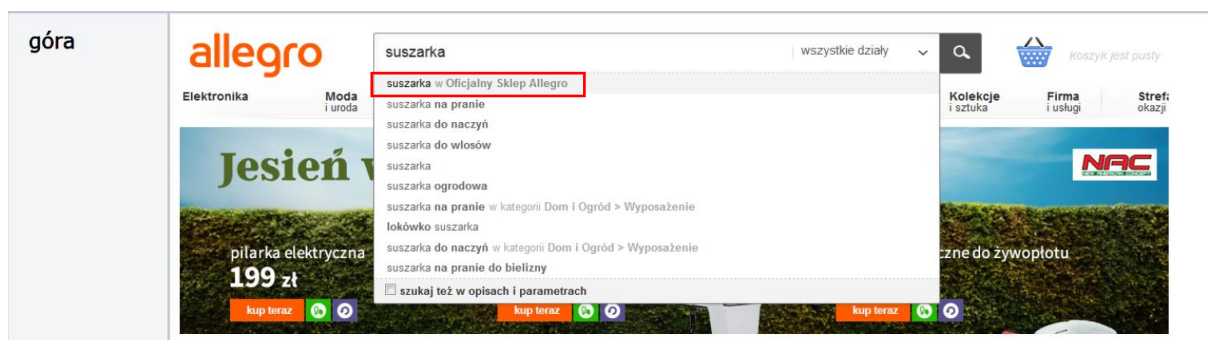 góra
allegro
suszarka
wszystkie działy
koszyk jest pusty
suszarka w Oficjalny Sklep Allegro
suszarka na pranie
suszarka do naczyń
suszarka do włosów
suszarka
suszarka ogrodowa
suszarka na pranie w kategorii Dom i Ogród > Wyposażenie
lokówko suszarka
suszarka do naczyń w kategorii Dom i Ogród > Wyposażenie
suszarka na pranie do bielizny
szukaj też w opisach i parametrach
Elektronika
Moda
i uroda
Kolekcje
i sztuka
Firma
i usługi
Stref
okazji
Jesień
NAC
pilarka elektryczna
199 zł
czne do żywopłotu
kup teraz
kup teraz
kup teraz